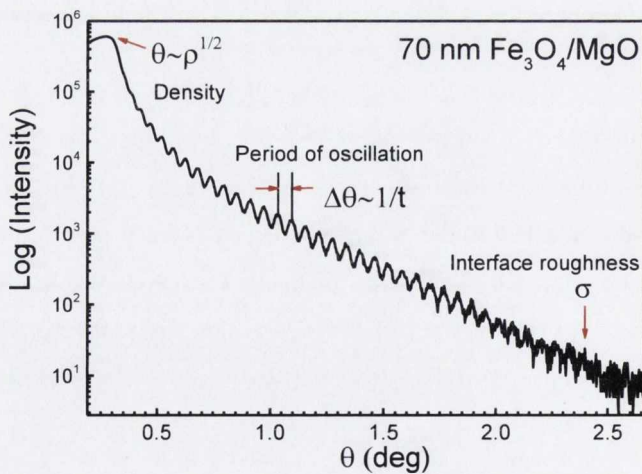 10⁶
10⁵
10⁴
10³
10²
10¹
Log (Intensity)
70 nm Fe₃O₄/MgO
θ~ρ^1/2
Density
Period of oscillation
Δθ~1/t
Interface roughness
σ
0.5
1.0
1.5
2.0
2.5
θ (deg)